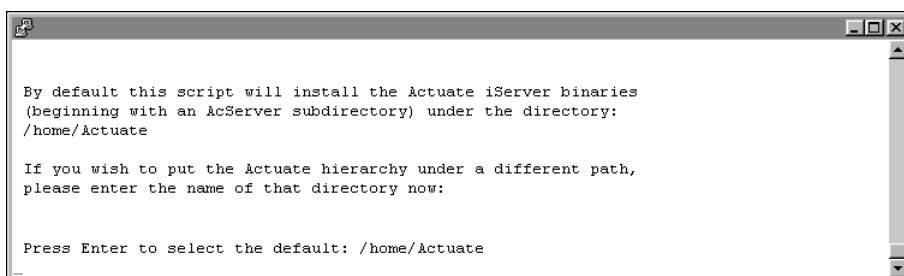 By default this script will install the Actuate iServer binaries
(beginning with an AcServer subdirectory) under the directory:
/home/Actuate
If you wish to put the Actuate hierarchy under a different path,
please enter the name of that directory now:
Press Enter to select the default: /home/Actuate